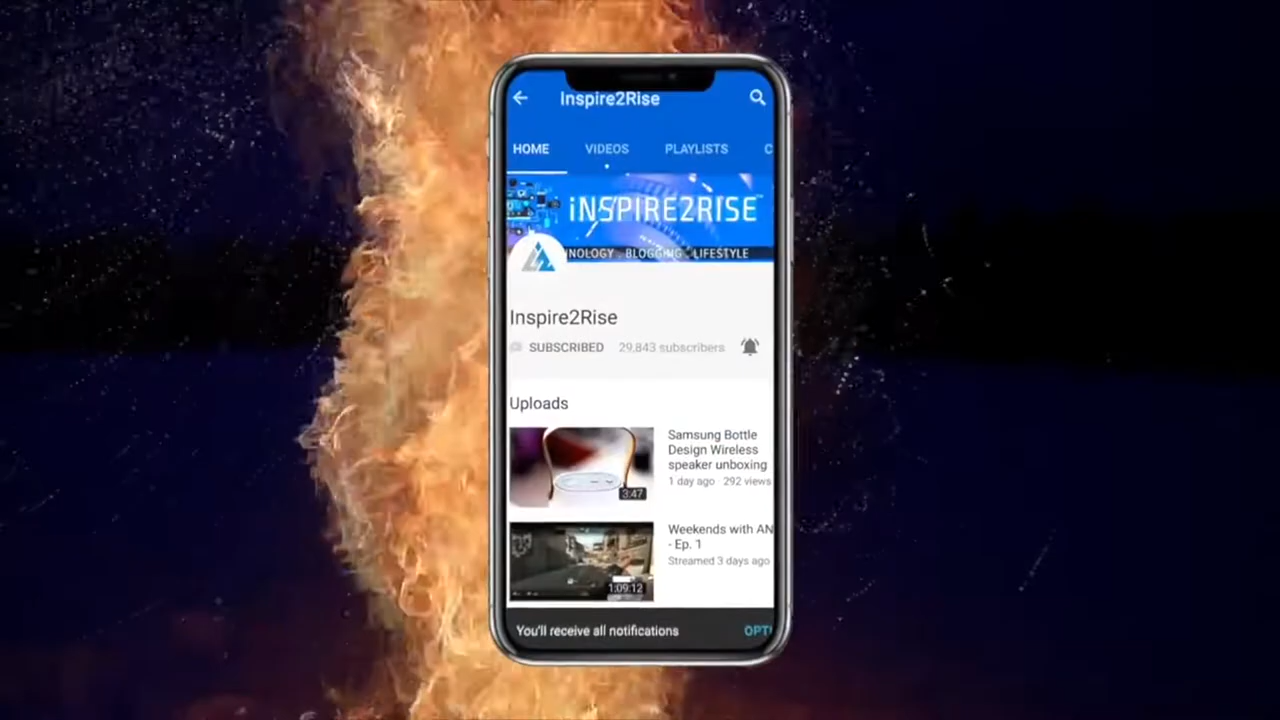 Inspire2Rise
HOME VIDEOS PLAYLISTS C
iNSPIRE2RISE
NOLOGY . BLOGGING . LIFESTYLE
Inspire2Rise
SUBSCRIBED 29,843 subscribers
Uploads
Samsung Bottle
Design Wireless
speaker unboxing
1 day ago · 292 views
3:47
Weekends with AN
- Ep. 1
Streamed 3 days ago
1:09:12
You'll receive all notifications OPTI